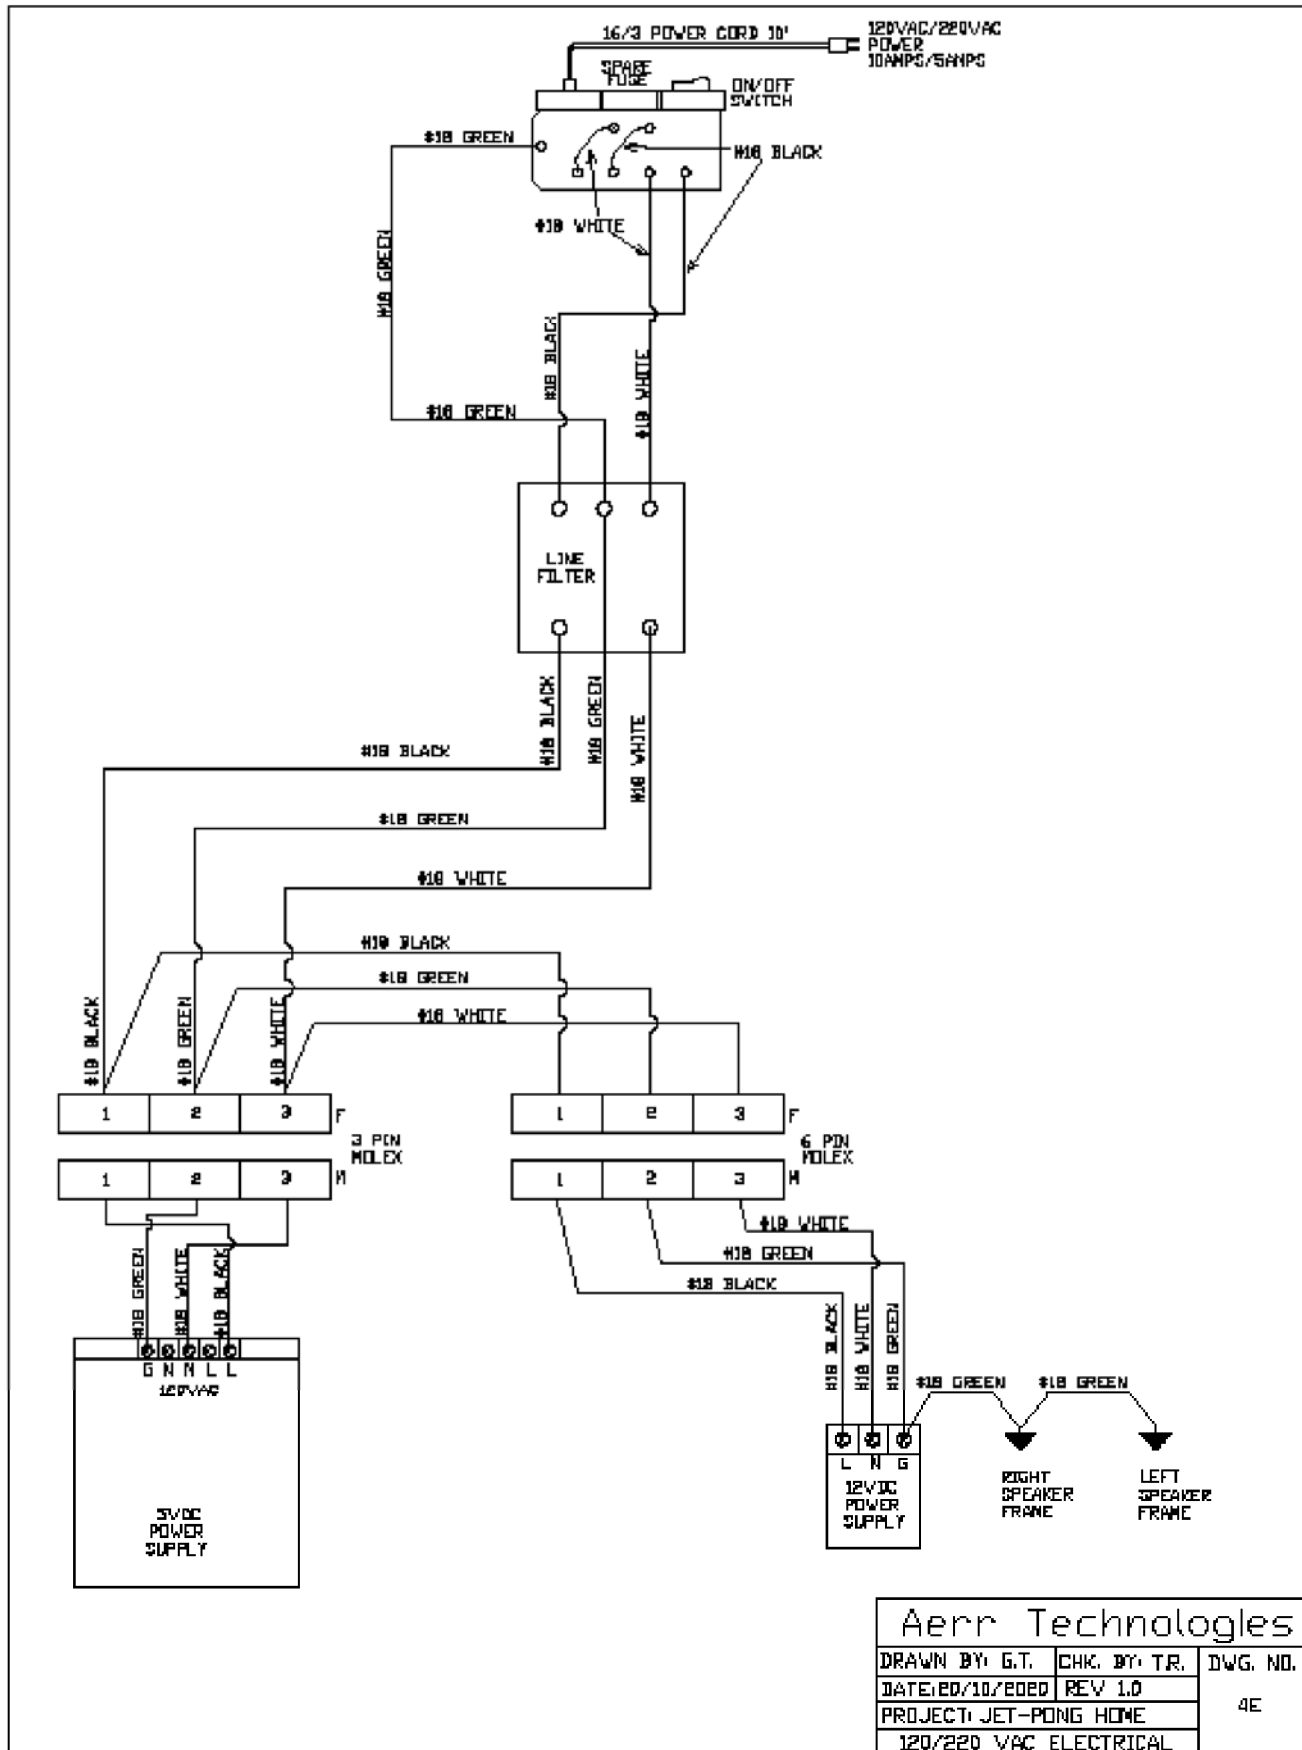 16/3 POWER CORD 10'
120VAC/220VAC
POWER
10AMPS/5AMPS
SPARE
FUSE
ON/OFF
SWITCH
#18 GREEN
#18 BLACK
#18 WHITE
#18 GREEN
#18 BLACK
#18 WHITE
#18 GREEN
LINE
FILTER
#18 BLACK
#18 GREEN
#18 WHITE
#18 BLACK
#18 GREEN
#18 WHITE
#18 BLACK
#18 GREEN
#18 WHITE
#18 BLACK
#18 GREEN
#18 WHITE
1 2 3 F
3 PIN
MOLEX
1 2 3 M
1 2 3 F
6 PIN
MOLEX
1 2 3 M
#18 WHITE
#18 GREEN
#18 BLACK
#18 GREEN
#18 WHITE
#18 BLACK
#18 BLACK
#18 WHITE
#18 GREEN
G N N L L
120VAC
5VDC
POWER
SUPPLY
#18 GREEN
#18 GREEN
L N G
12VDC
POWER
SUPPLY
RIGHT
SPEAKER
FRAME
LEFT
SPEAKER
FRAME
Aerr Technologles
DRAWN BY: G.T. CHK. BY: T.R. DWG. NO.
DATE:20/10/2020 REV 1.0
4E
PROJECT: JET-PONG HOME
120/220 VAC ELECTRICAL